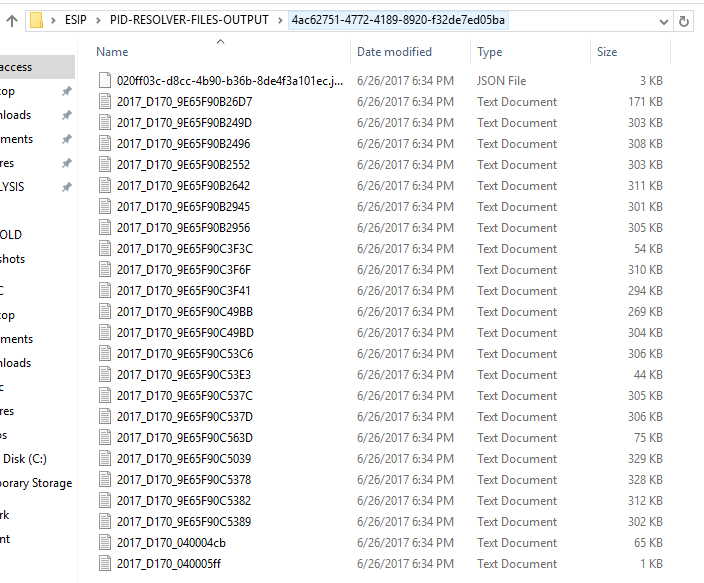 ESIP > PID-RESOLVER-FILES-OUTPUT > 4ac62751-4772-4189-8920-f32de7ed05ba
Name Date modified Type Size
access
020ff03c-d8cc-4b90-b36b-8de4f3a101ec.j... 6/26/2017 6:34 PM JSON File 3 KB
top 2017_D170_9E65F90B26D7 6/26/2017 6:34 PM Text Document 171 KB
nloads 2017_D170_9E65F90B249D 6/26/2017 6:34 PM Text Document 303 KB
ments 2017_D170_9E65F90B2496 6/26/2017 6:34 PM Text Document 308 KB
res 2017_D170_9E65F90B2552 6/26/2017 6:34 PM Text Document 303 KB
LYSIS 2017_D170_9E65F90B2642 6/26/2017 6:34 PM Text Document 311 KB
2017_D170_9E65F90B2945 6/26/2017 6:34 PM Text Document 301 KB
OLD 2017_D170_9E65F90B2956 6/26/2017 6:34 PM Text Document 305 KB
shots 2017_D170_9E65F90C3F3C 6/26/2017 6:34 PM Text Document 54 KB
2017_D170_9E65F90C3F6F 6/26/2017 6:34 PM Text Document 310 KB
C 2017_D170_9E65F90C3F41 6/26/2017 6:34 PM Text Document 294 KB
top 2017_D170_9E65F90C49BB 6/26/2017 6:34 PM Text Document 269 KB
ments 2017_D170_9E65F90C49BD 6/26/2017 6:34 PM Text Document 304 KB
2017_D170_9E65F90C53C6 6/26/2017 6:34 PM Text Document 306 KB
nloads 2017_D170_9E65F90C53E3 6/26/2017 6:34 PM Text Document 44 KB
c 2017_D170_9E65F90C537C 6/26/2017 6:34 PM Text Document 305 KB
res 2017_D170_9E65F90C537D 6/26/2017 6:34 PM Text Document 306 KB
os 2017_D170_9E65F90C563D 6/26/2017 6:34 PM Text Document 75 KB
Disk (C:) 2017_D170_9E65F90C5039 6/26/2017 6:34 PM Text Document 329 KB
porary Storage 2017_D170_9E65F90C5378 6/26/2017 6:34 PM Text Document 328 KB
2017_D170_9E65F90C5382 6/26/2017 6:34 PM Text Document 312 KB
rk 2017_D170_9E65F90C5389 6/26/2017 6:34 PM Text Document 302 KB
nt 2017_D170_040004cb 6/26/2017 6:34 PM Text Document 65 KB
2017_D170_040005ff 6/26/2017 6:34 PM Text Document 1 KB